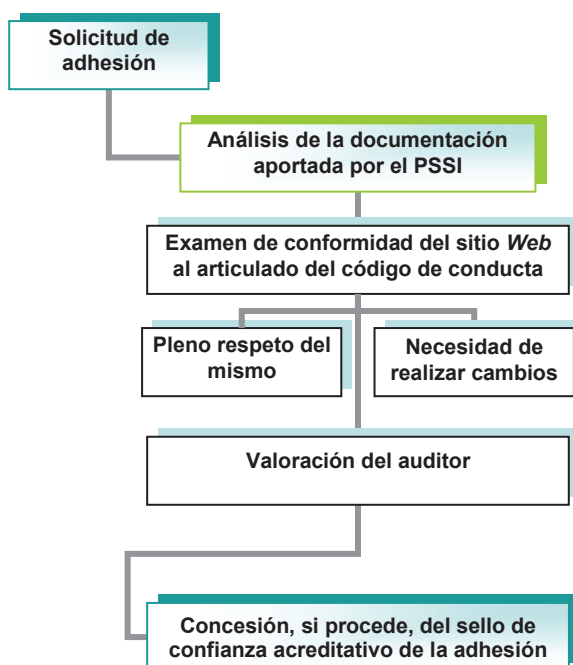 Solicitud de
adhesión
Análisis de la documentación
aportada por el PSSI
Examen de conformidad del sitio Web
al articulado del código de conducta
Pleno respeto del
mismo
Necesidad de
realizar cambios
Valoración del auditor
Concesión, si procede, del sello de
confianza acreditativo de la adhesión